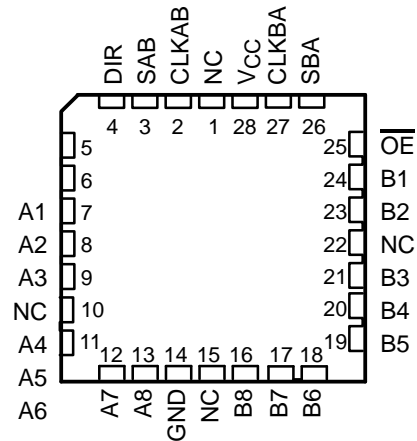 DIR
SAB
CLKAB
NC
VCC
CLKBA
SBA
4 3 2 1 28 27 26
5
6
A1 7
A2 8
A3 9
NC 10
A4 11
A5
A6
25 OE
24 B1
23 B2
22 NC
21 B3
20 B4
19 B5
12 13 14 15 16 17 18
A7
A8
GND
NC
B8
B7
B6